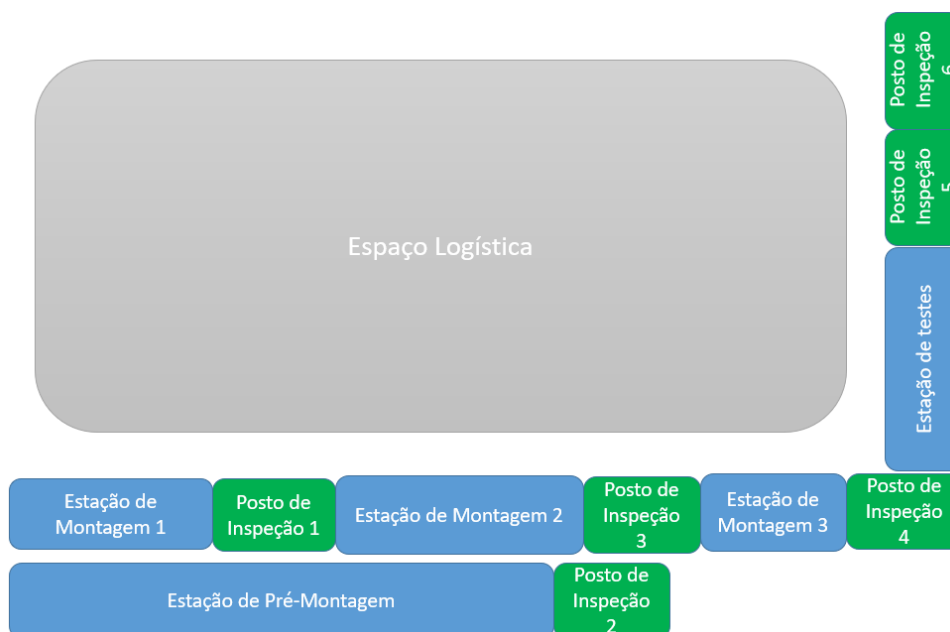 Posto de
Inspeção
6
Posto de
Inspeção
5
Espaço Logística
Estação de testes
Estação de
Montagem 1
Posto de
Inspeção 1
Estação de Montagem 2
Posto de
Inspeção
3
Estação de
Montagem 3
Posto de
Inspeção
4
Estação de Pré-Montagem
Posto de
Inspeção
2